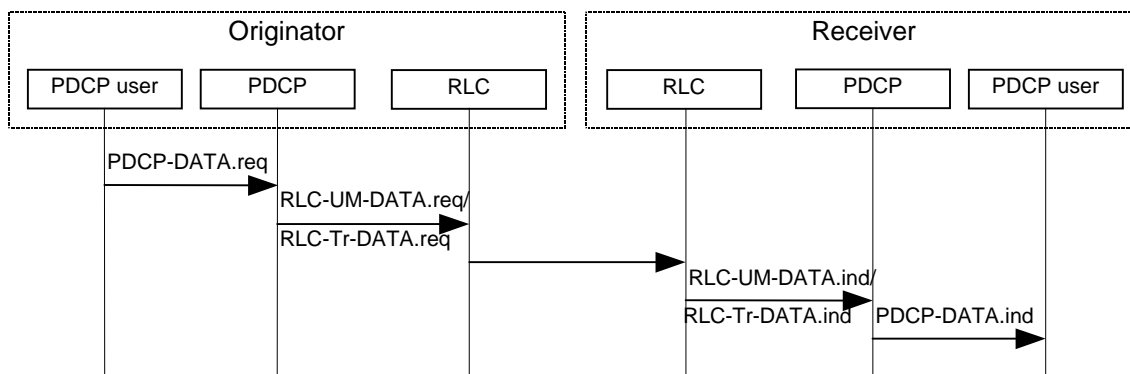 Originator
Receiver
PDCP user
PDCP
RLC
RLC
PDCP
PDCP user
PDCP-DATA.req
RLC-UM-DATA.req/
RLC-Tr-DATA.req
RLC-UM-DATA.ind/
RLC-Tr-DATA.ind
PDCP-DATA.ind